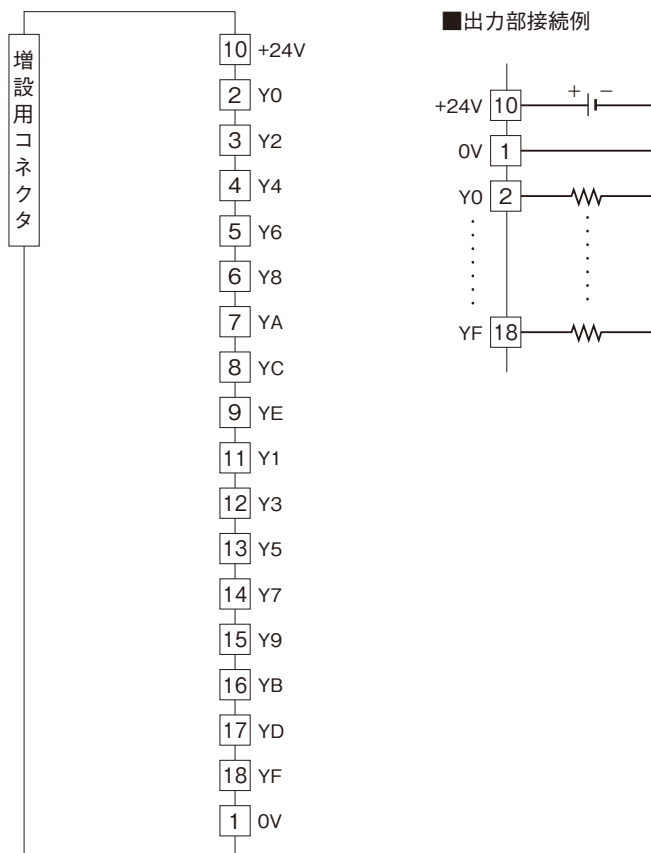 増設用コネクタ
10 +24V
2 Y0
3 Y2
4 Y4
5 Y6
6 Y8
7 YA
8 YC
9 YE
11 Y1
12 Y3
13 Y5
14 Y7
15 Y9
16 YB
17 YD
18 YF
1 0V
■出力部接続例
+ −
+24V 10
0V 1
Y0 2
YF 18